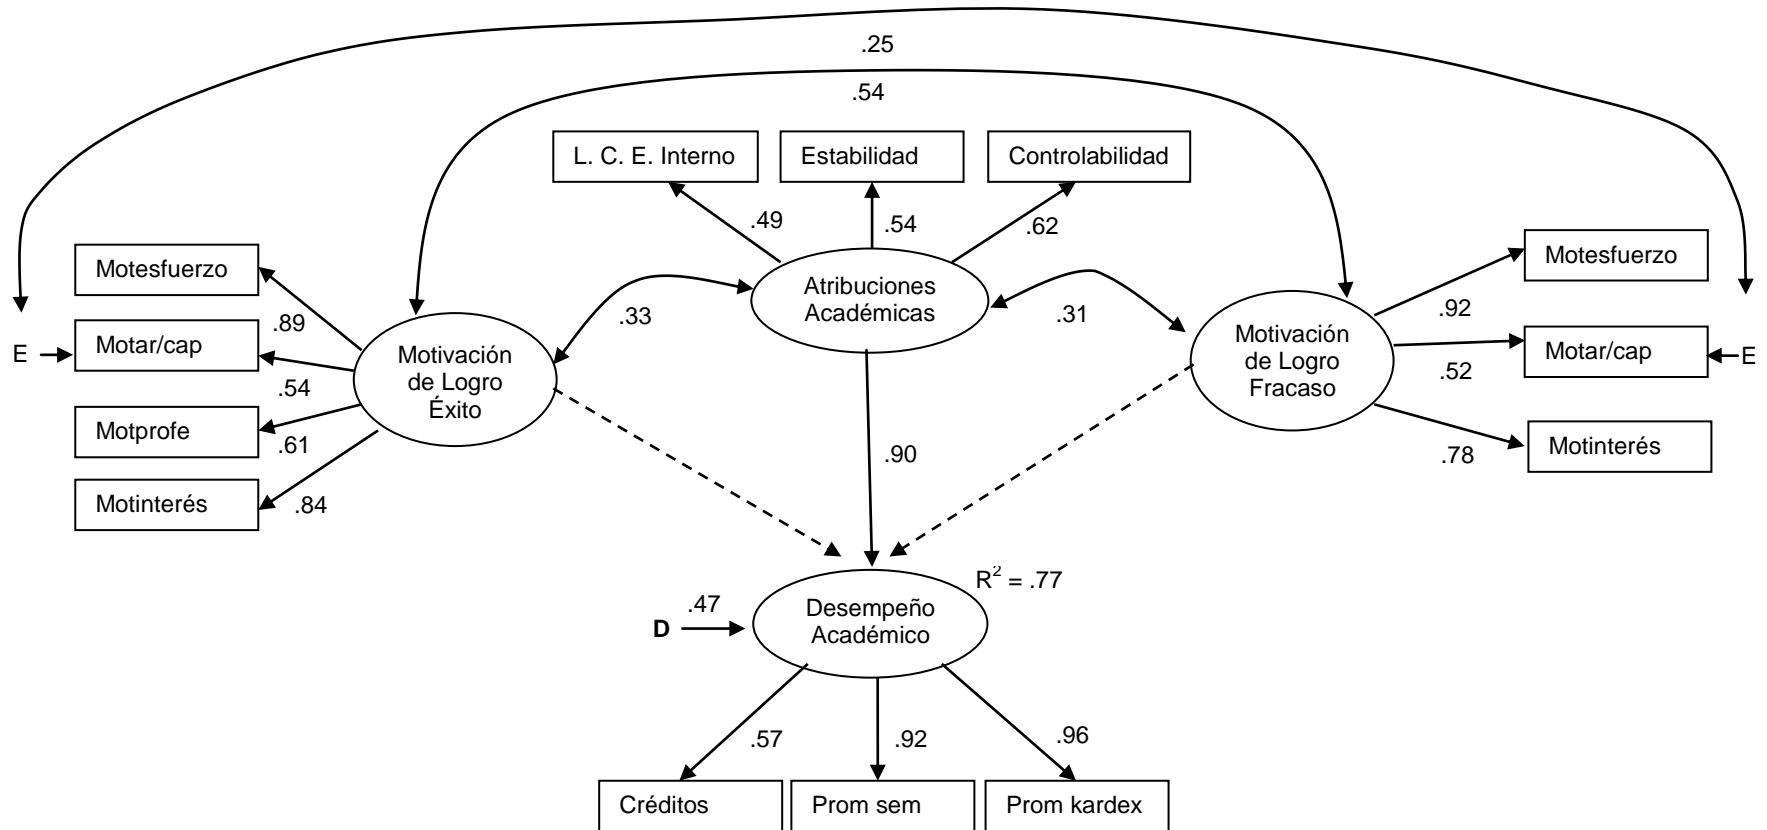 .25
.54
L. C. E. Interno
Estabilidad
Controlabilidad
.49
.54
.62
Motesfuerzo
Motar/cap
Motprofe
Motinterés
E
.89
.54
.61
.84
Motivación
de Logro
Éxito
.33
Atribuciones
Académicas
.31
Motivación
de Logro
Fracaso
.92
.52
.78
Motesfuerzo
Motar/cap
Motinterés
E
.90
R² = .77
.47
D
Desempeño
Académico
.57
.92
.96
Créditos
Prom sem
Prom kardex